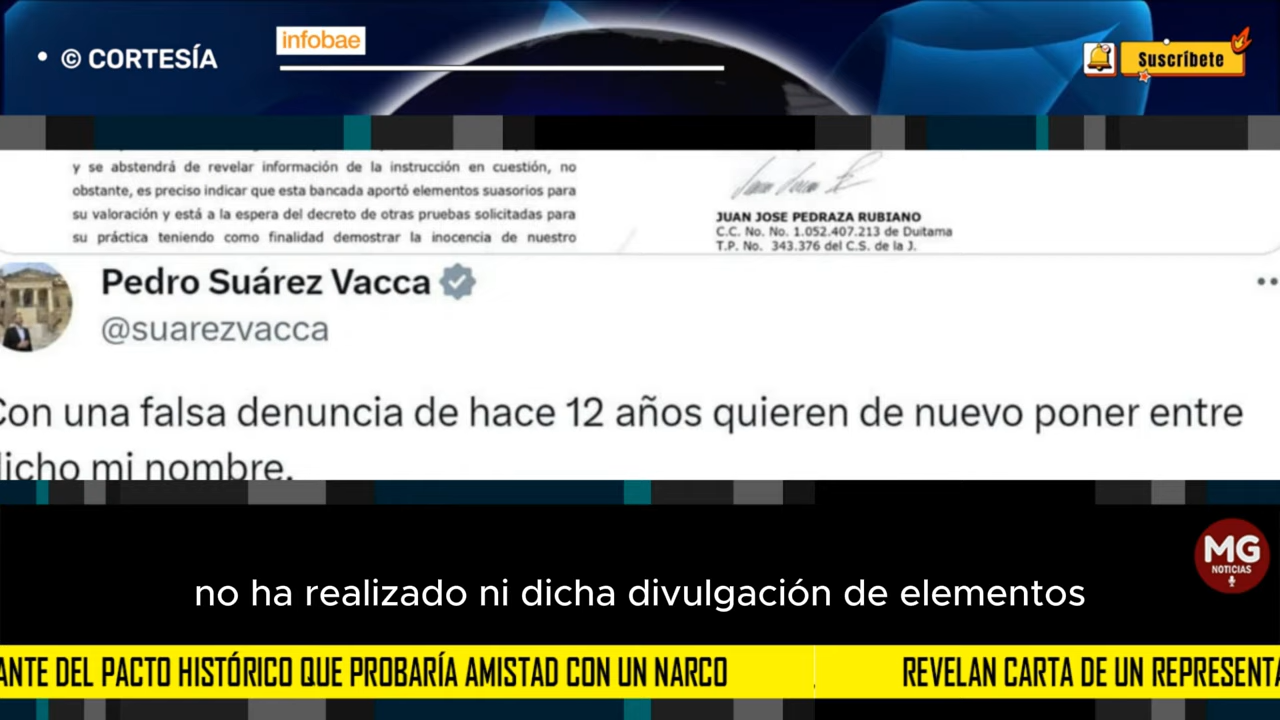 • © CORTESÍA
infobae
Suscríbete
y se abstendrá de revelar información de la instrucción en cuestión, no
obstante, es preciso indicar que esta bancada aportó elementos suasorios para
su valoración y está a la espera del decreto de otras pruebas solicitadas para
su práctica teniendo como finalidad demostrar la inocencia de nuestro
JUAN JOSE PEDRAZA RUBIANO
C.C. No. No. 1.052.407.213 de Duitama
T.P. No. 343.376 del C.S. de la J.
Pedro Suárez Vacca
@suarezvacca
Con una falsa denuncia de hace 12 años quieren de nuevo poner entre
dicho mi nombre.
MG
NOTICIAS
no ha realizado ni dicha divulgación de elementos
ANTE DEL PACTO HISTÓRICO QUE PROBARÍA AMISTAD CON UN NARCO REVELAN CARTA DE UN REPRESENTA